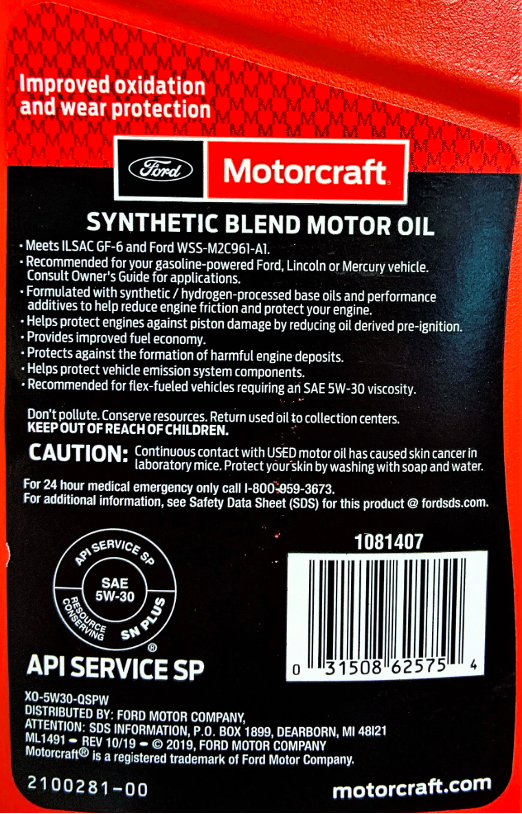 Improved oxidation
and wear protection
Ford Motorcraft®
SYNTHETIC BLEND MOTOR OIL
• Meets ILSAC GF-6 and Ford WSS-M2C961-A1.
• Recommended for your gasoline-powered Ford, Lincoln or Mercury vehicle.
Consult Owner's Guide for applications.
• Formulated with synthetic / hydrogen-processed base oils and performance
additives to help reduce engine friction and protect your engine.
• Helps protect engines against piston damage by reducing oil derived pre-ignition.
• Provides improved fuel economy.
• Protects against the formation of harmful engine deposits.
• Helps protect vehicle emission system components.
• Recommended for flex-fueled vehicles requiring an SAE 5W-30 viscosity.
Don't pollute. Conserve resources. Return used oil to collection centers.
KEEP OUT OF REACH OF CHILDREN.
CAUTION: Continuous contact with USED motor oil has caused skin cancer in
laboratory mice. Protect your skin by washing with soap and water.
For 24 hour medical emergency only call 1-800-959-3673.
For additional information, see Safety Data Sheet (SDS) for this product @ fordsds.com.
API SERVICE SP
SAE
5W-30
RESOURCE
CONSERVING
SN PLUS
®
API SERVICE SP
1081407
0 31508 62575 4
XO-5W30-QSPW
DISTRIBUTED BY: FORD MOTOR COMPANY,
ATTENTION: SDS INFORMATION, P.O. BOX 1899, DEARBORN, MI 48121
ML1491 – REV 10/19 – © 2019, FORD MOTOR COMPANY
Motorcraft® is a registered trademark of Ford Motor Company.
2100281-00
motorcraft.com